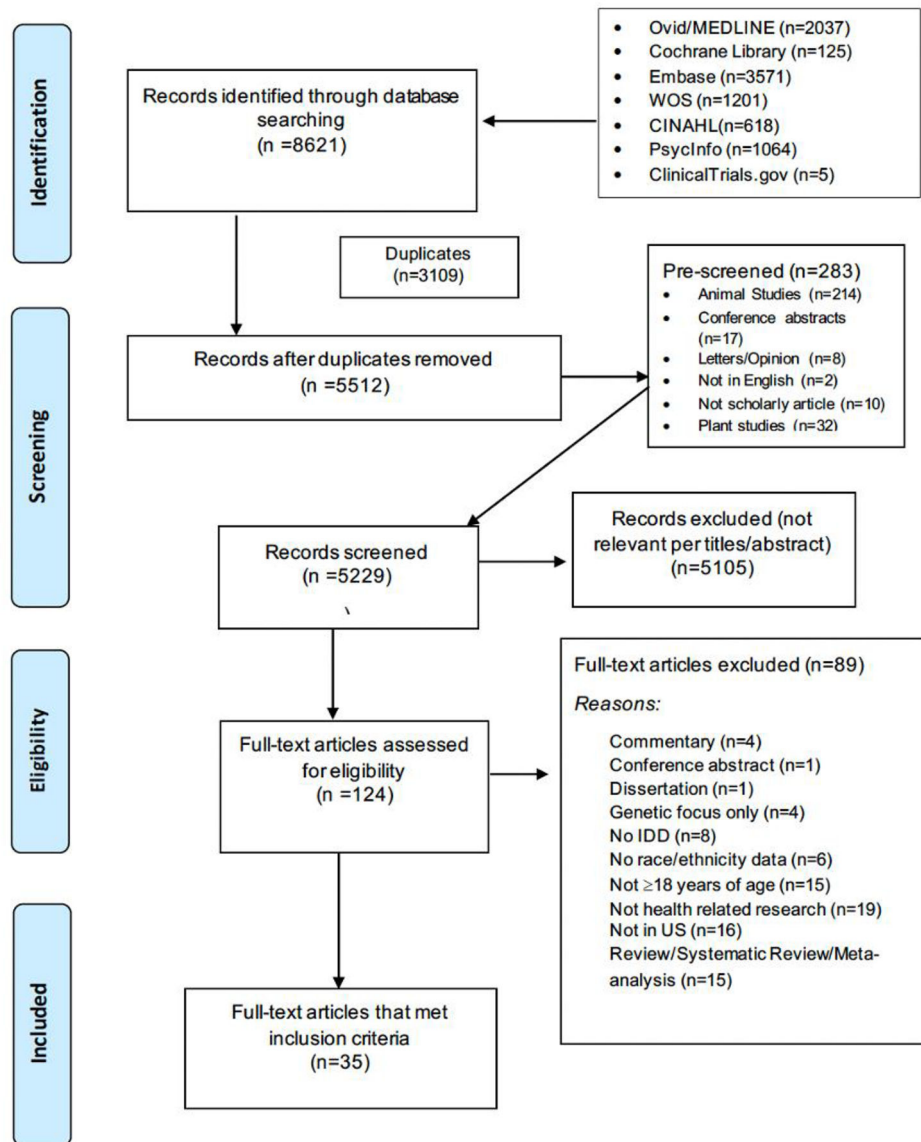 Identification
• Ovid/MEDLINE (n=2037)
• Cochrane Library (n=125)
• Embase (n=3571)
• WOS (n=1201)
• CINAHL(n=618)
• PsycInfo (n=1064)
• ClinicalTrials.gov (n=5)
Records identified through database
searching
(n =8621)
Duplicates
(n=3109)
Screening
Records after duplicates removed
(n =5512)
Pre-screened (n=283)
• Animal Studies (n=214)
• Conference abstracts
(n=17)
• Letters/Opinion (n=8)
• Not in English (n=2)
• Not scholarly article (n=10)
• Plant studies (n=32)
Records screened
(n =5229)
\
Records excluded (not
relevant per titles/abstract)
(n=5105)
Eligibility
Full-text articles assessed
for eligibility
(n =124)
Full-text articles excluded (n=89)
Reasons:
Commentary (n=4)
Conference abstract (n=1)
Dissertation (n=1)
Genetic focus only (n=4)
No IDD (n=8)
No race/ethnicity data (n=6)
Not ≥18 years of age (n=15)
Not health related research (n=19)
Not in US (n=16)
Review/Systematic Review/Meta-
analysis (n=15)
Included
Full-text articles that met
inclusion criteria
(n=35)